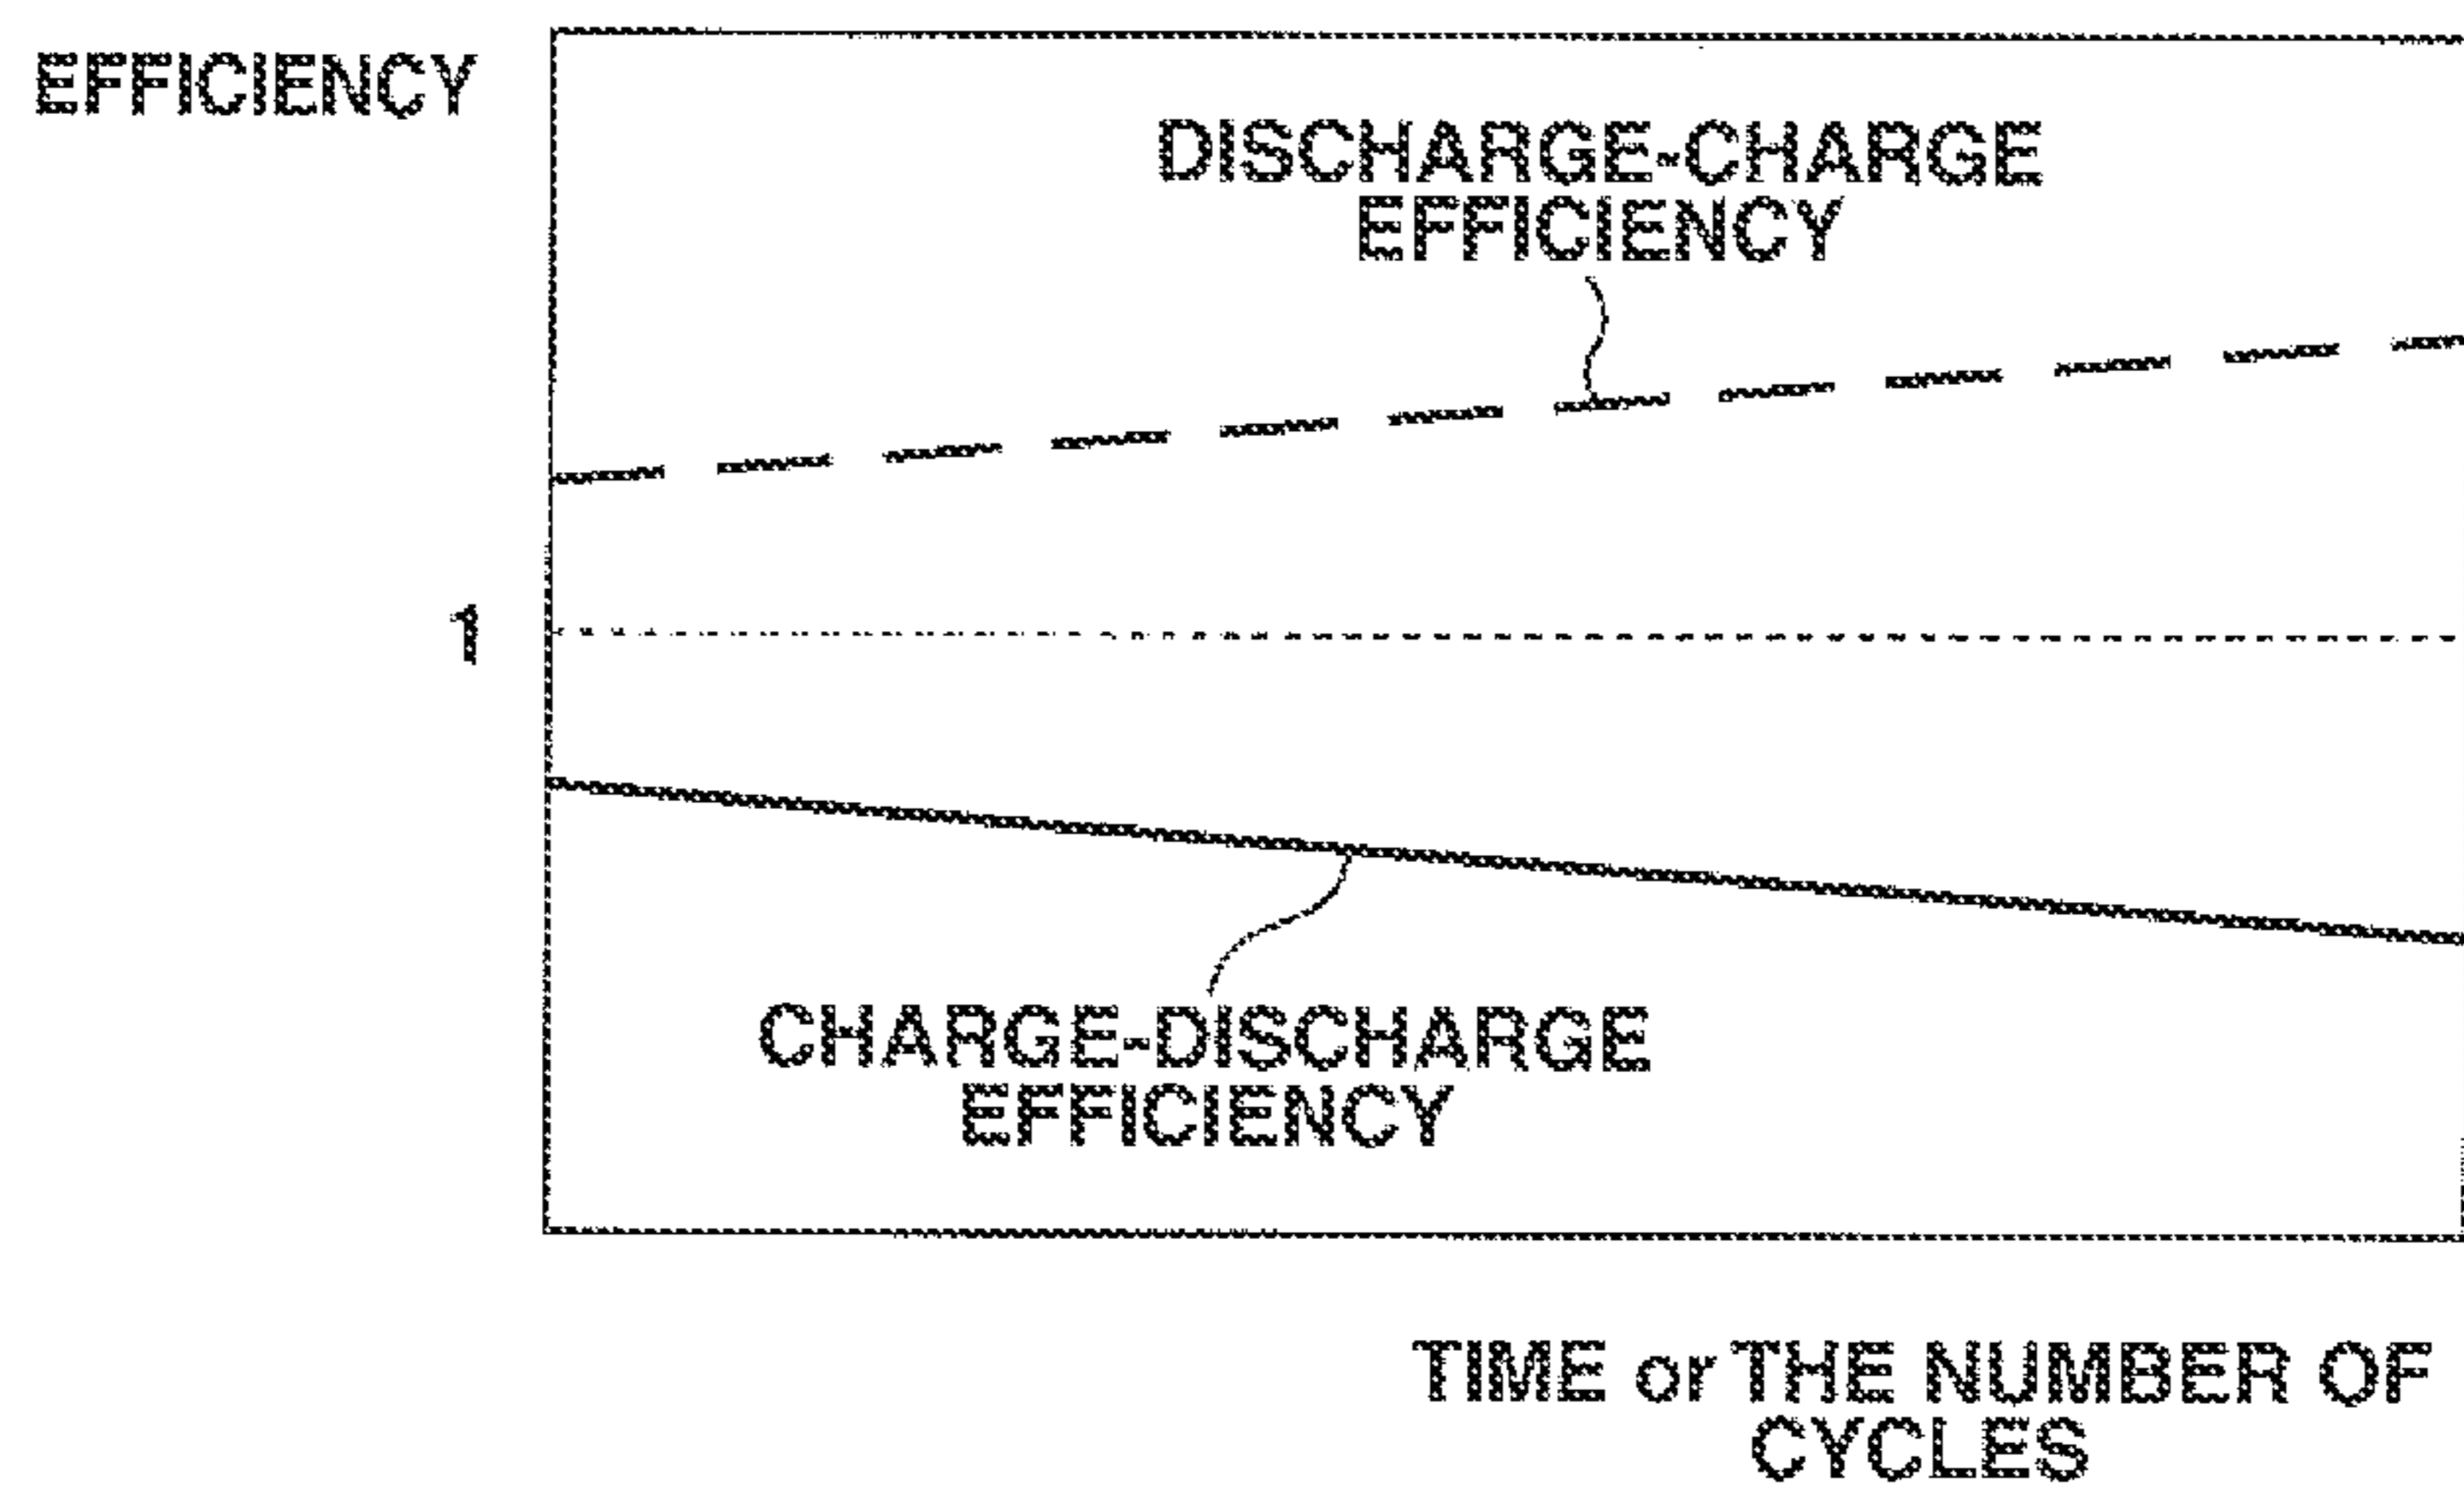 EFFICIENCY
DISCHARGE-CHARGE
EFFICIENCY
1
CHARGE-DISCHARGE
EFFICIENCY
TIME or THE NUMBER OF
CYCLES